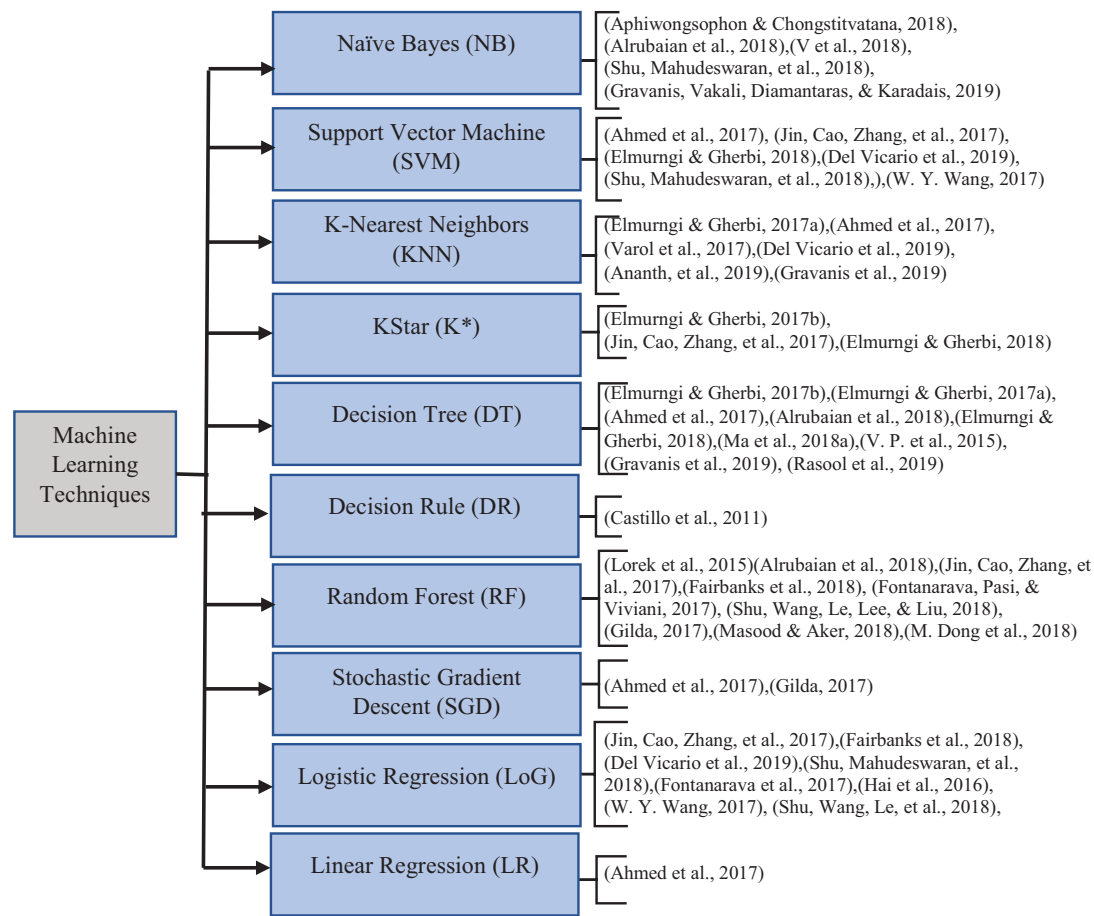 Machine
Learning
Techniques
Naïve Bayes (NB)
(Aphiwongsophon & Chongstitvatana, 2018),
(Alrubaian et al., 2018),(V et al., 2018),
(Shu, Mahudeswaran, et al., 2018),
(Gravanis, Vakali, Diamantaras, & Karadais, 2019)
Support Vector Machine
(SVM)
(Ahmed et al., 2017), (Jin, Cao, Zhang, et al., 2017),
(Elmurngi & Gherbi, 2018),(Del Vicario et al., 2019),
(Shu, Mahudeswaran, et al., 2018),),(W. Y. Wang, 2017)
K-Nearest Neighbors
(KNN)
(Elmurngi & Gherbi, 2017a),(Ahmed et al., 2017),
(Varol et al., 2017),(Del Vicario et al., 2019),
(Ananth, et al., 2019),(Gravanis et al., 2019)
KStar (K*)
(Elmurngi & Gherbi, 2017b),
(Jin, Cao, Zhang, et al., 2017),(Elmurngi & Gherbi, 2018)
Decision Tree (DT)
(Elmurngi & Gherbi, 2017b),(Elmurngi & Gherbi, 2017a),
(Ahmed et al., 2017),(Alrubaian et al., 2018),(Elmurngi &
Gherbi, 2018),(Ma et al., 2018a),(V. P. et al., 2015),
(Gravanis et al., 2019), (Rasool et al., 2019)
Decision Rule (DR)
(Castillo et al., 2011)
Random Forest (RF)
(Lorek et al., 2015)(Alrubaian et al., 2018),(Jin, Cao, Zhang, et
al., 2017),(Fairbanks et al., 2018), (Fontanarava, Pasi, &
Viviani, 2017), (Shu, Wang, Le, Lee, & Liu, 2018),
(Gilda, 2017),(Masood & Aker, 2018),(M. Dong et al., 2018)
Stochastic Gradient
Descent (SGD)
(Ahmed et al., 2017),(Gilda, 2017)
Logistic Regression (LoG)
(Jin, Cao, Zhang, et al., 2017),(Fairbanks et al., 2018),
(Del Vicario et al., 2019),(Shu, Mahudeswaran, et al.,
2018),(Fontanarava et al., 2017),(Hai et al., 2016),
(W. Y. Wang, 2017), (Shu, Wang, Le, et al., 2018),
Linear Regression (LR)
(Ahmed et al., 2017)